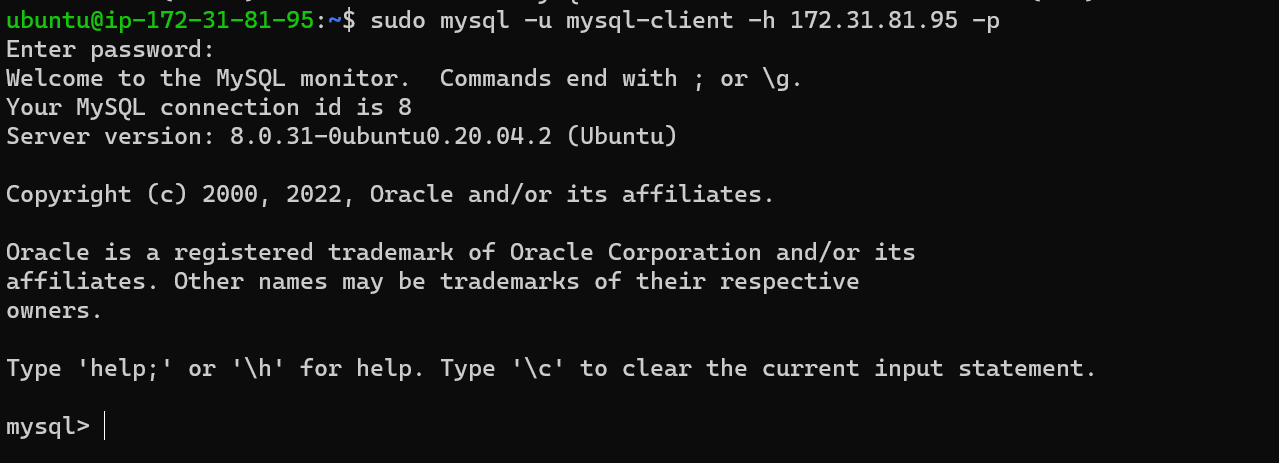 ubuntu@ip-172-31-81-95:~$ sudo mysql -u mysql-client -h 172.31.81.95 -p
Enter password:
Welcome to the MySQL monitor.  Commands end with ; or \g.
Your MySQL connection id is 8
Server version: 8.0.31-0ubuntu0.20.04.2 (Ubuntu)
Copyright (c) 2000, 2022, Oracle and/or its affiliates.
Oracle is a registered trademark of Oracle Corporation and/or its
affiliates. Other names may be trademarks of their respective
owners.
Type 'help;' or '\h' for help. Type '\c' to clear the current input statement.
mysql>